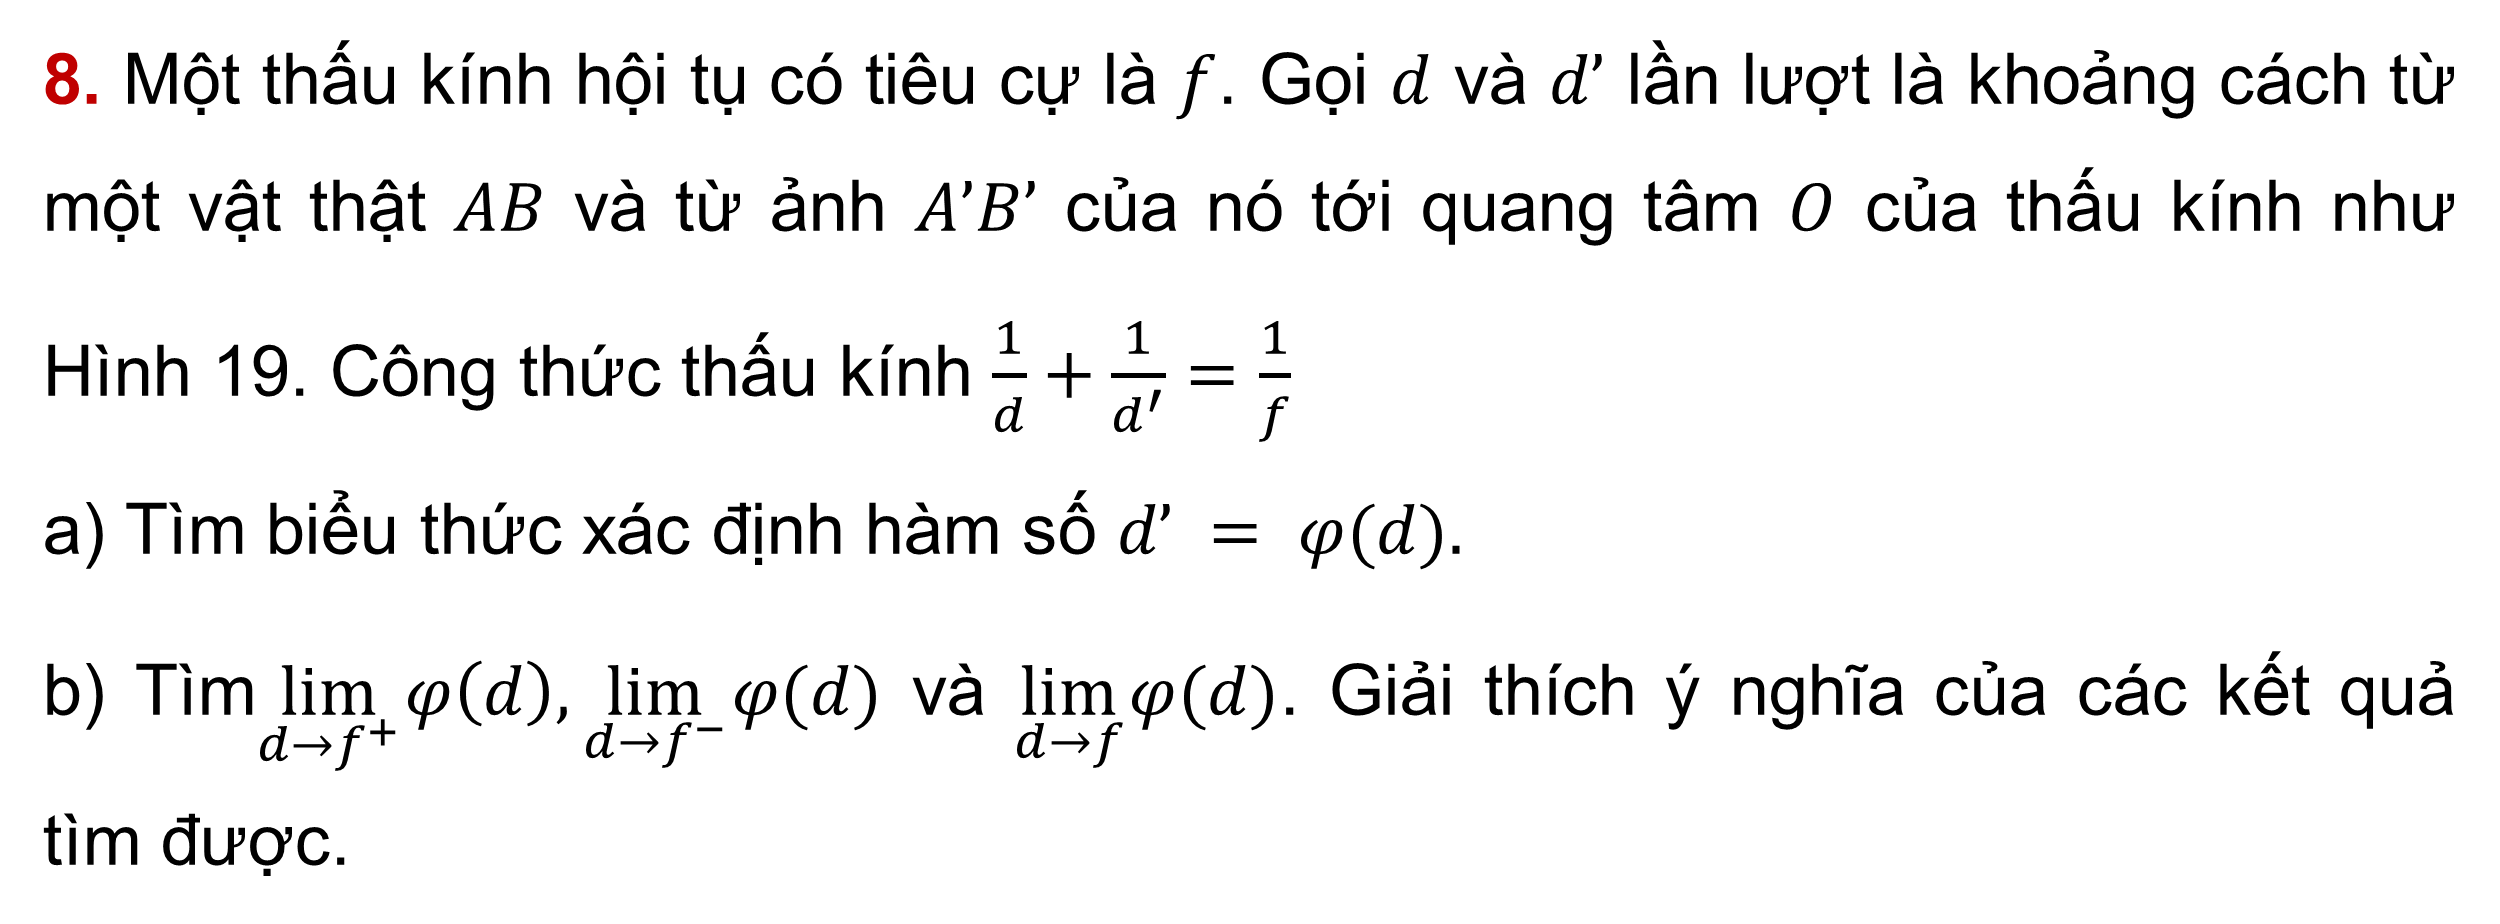 8. Một thấu kính hội tụ có tiêu cự là f. Gọi d và d’ lần lượt là khoảng cách từ
một vật thật AB và từ ảnh A’B’ của nó tới quang tâm O của thấu kính như
Hình 19. Công thức thấu kính 1/d + 1/d′ = 1/f
a) Tìm biểu thức xác định hàm số d’ = φ(d).
b) Tìm lim_{d→f⁺} φ(d), lim_{d→f⁻} φ(d) và lim_{d→f} φ(d). Giải thích ý nghĩa của các kết quả
tìm được.